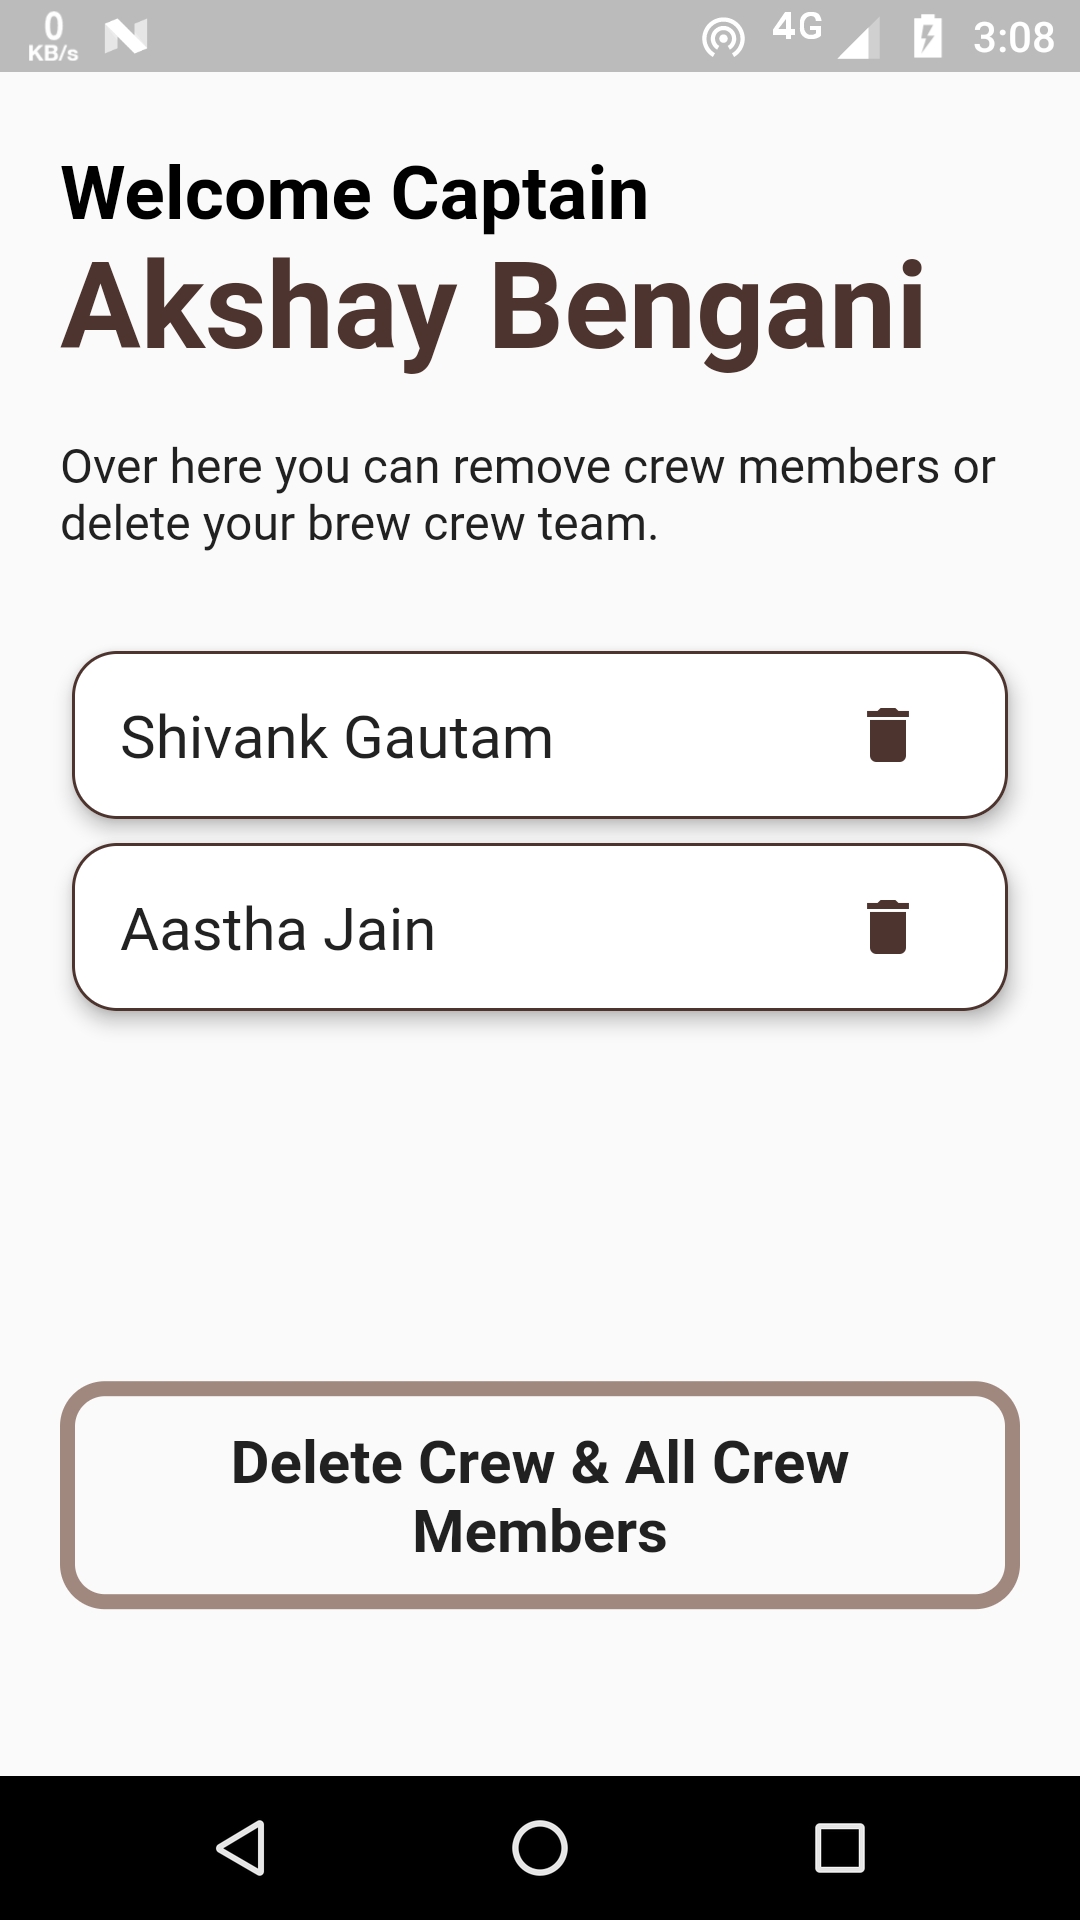 0
KB/s
4G
3:08
Welcome Captain
Akshay Bengani
Over here you can remove crew members or
delete your brew crew team.
Shivank Gautam
Aastha Jain
Delete Crew & All Crew
Members